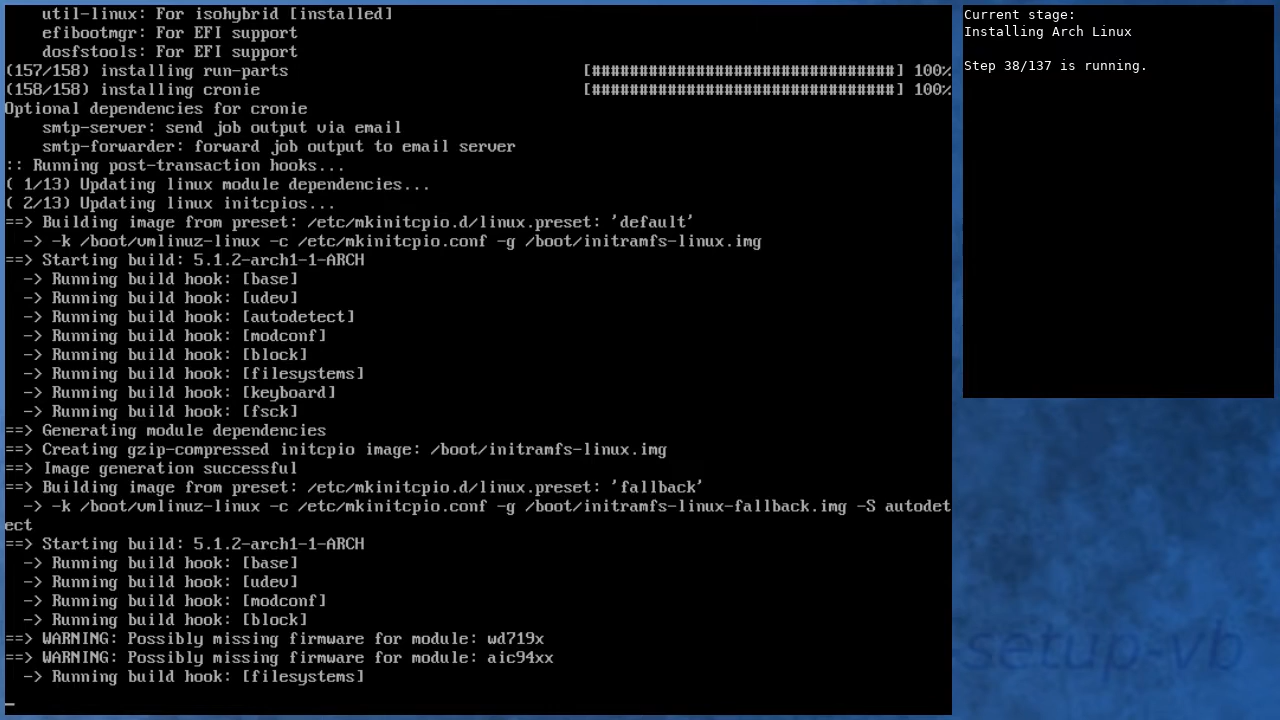 util-linux: For isohybrid [installed]
    efibootmgr: For EFI support
    dosfstools: For EFI support
(157/158) installing run-parts                               [################################] 100%
(158/158) installing cronie                                  [################################] 100%
Optional dependencies for cronie
    smtp-server: send job output via email
    smtp-forwarder: forward job output to email server
:: Running post-transaction hooks...
( 1/13) Updating linux module dependencies...
( 2/13) Updating linux initcpios...
==> Building image from preset: /etc/mkinitcpio.d/linux.preset: 'default'
  -> -k /boot/vmlinuz-linux -c /etc/mkinitcpio.conf -g /boot/initramfs-linux.img
==> Starting build: 5.1.2-arch1-1-ARCH
  -> Running build hook: [base]
  -> Running build hook: [udev]
  -> Running build hook: [autodetect]
  -> Running build hook: [modconf]
  -> Running build hook: [block]
  -> Running build hook: [filesystems]
  -> Running build hook: [keyboard]
  -> Running build hook: [fsck]
==> Generating module dependencies
==> Creating gzip-compressed initcpio image: /boot/initramfs-linux.img
==> Image generation successful
==> Building image from preset: /etc/mkinitcpio.d/linux.preset: 'fallback'
  -> -k /boot/vmlinuz-linux -c /etc/mkinitcpio.conf -g /boot/initramfs-linux-fallback.img -S autodet
ect
==> Starting build: 5.1.2-arch1-1-ARCH
  -> Running build hook: [base]
  -> Running build hook: [udev]
  -> Running build hook: [modconf]
  -> Running build hook: [block]
==> WARNING: Possibly missing firmware for module: wd719x
==> WARNING: Possibly missing firmware for module: aic94xx
  -> Running build hook: [filesystems]
_
Current stage:
Installing Arch Linux
Step 38/137 is running.
setup-vb